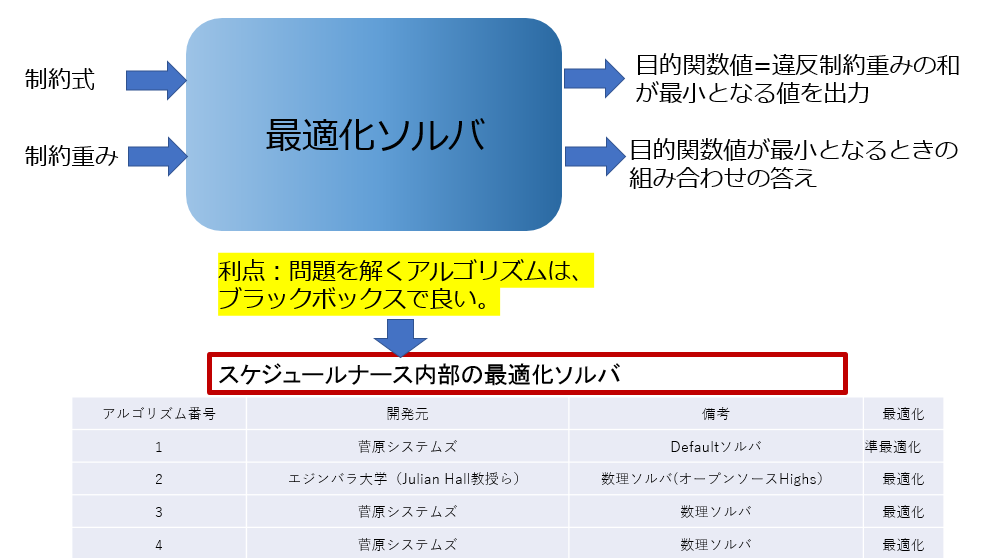 制約式
制約重み
最適化ソルバ
目的関数値=違反制約重みの和
が最小となる値を出力
目的関数値が最小となるときの
組み合わせの答え
利点：問題を解くアルゴリズムは、
ブラックボックスで良い。
スケジュールナース内部の最適化ソルバ
アルゴリズム番号 開発元 備考 最適化
1 菅原システムズ Defaultソルバ 準最適化
2 エジンバラ大学（Julian Hall教授ら） 数理ソルバ(オープンソースHighs） 最適化
3 菅原システムズ 数理ソルバ 最適化
4 菅原システムズ 数理ソルバ 最適化